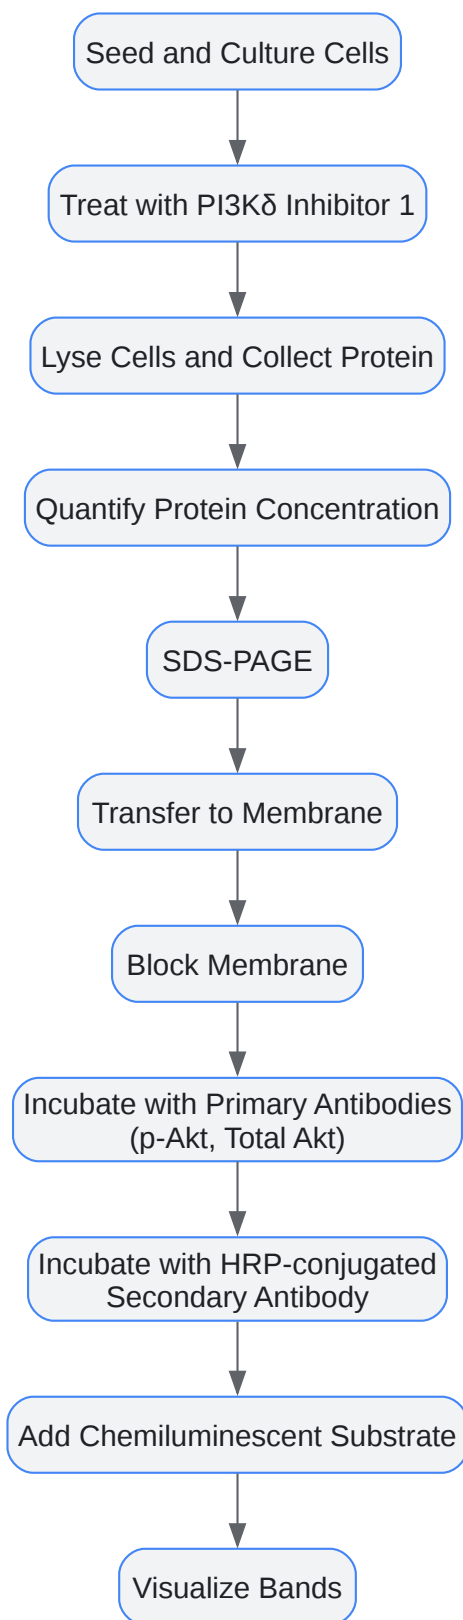 Seed and Culture Cells
Treat with PI3Kδ Inhibitor 1
Lyse Cells and Collect Protein
Quantify Protein Concentration
SDS-PAGE
Transfer to Membrane
Block Membrane
Incubate with Primary Antibodies
(p-Akt, Total Akt)
Incubate with HRP-conjugated
Secondary Antibody
Add Chemiluminescent Substrate
Visualize Bands